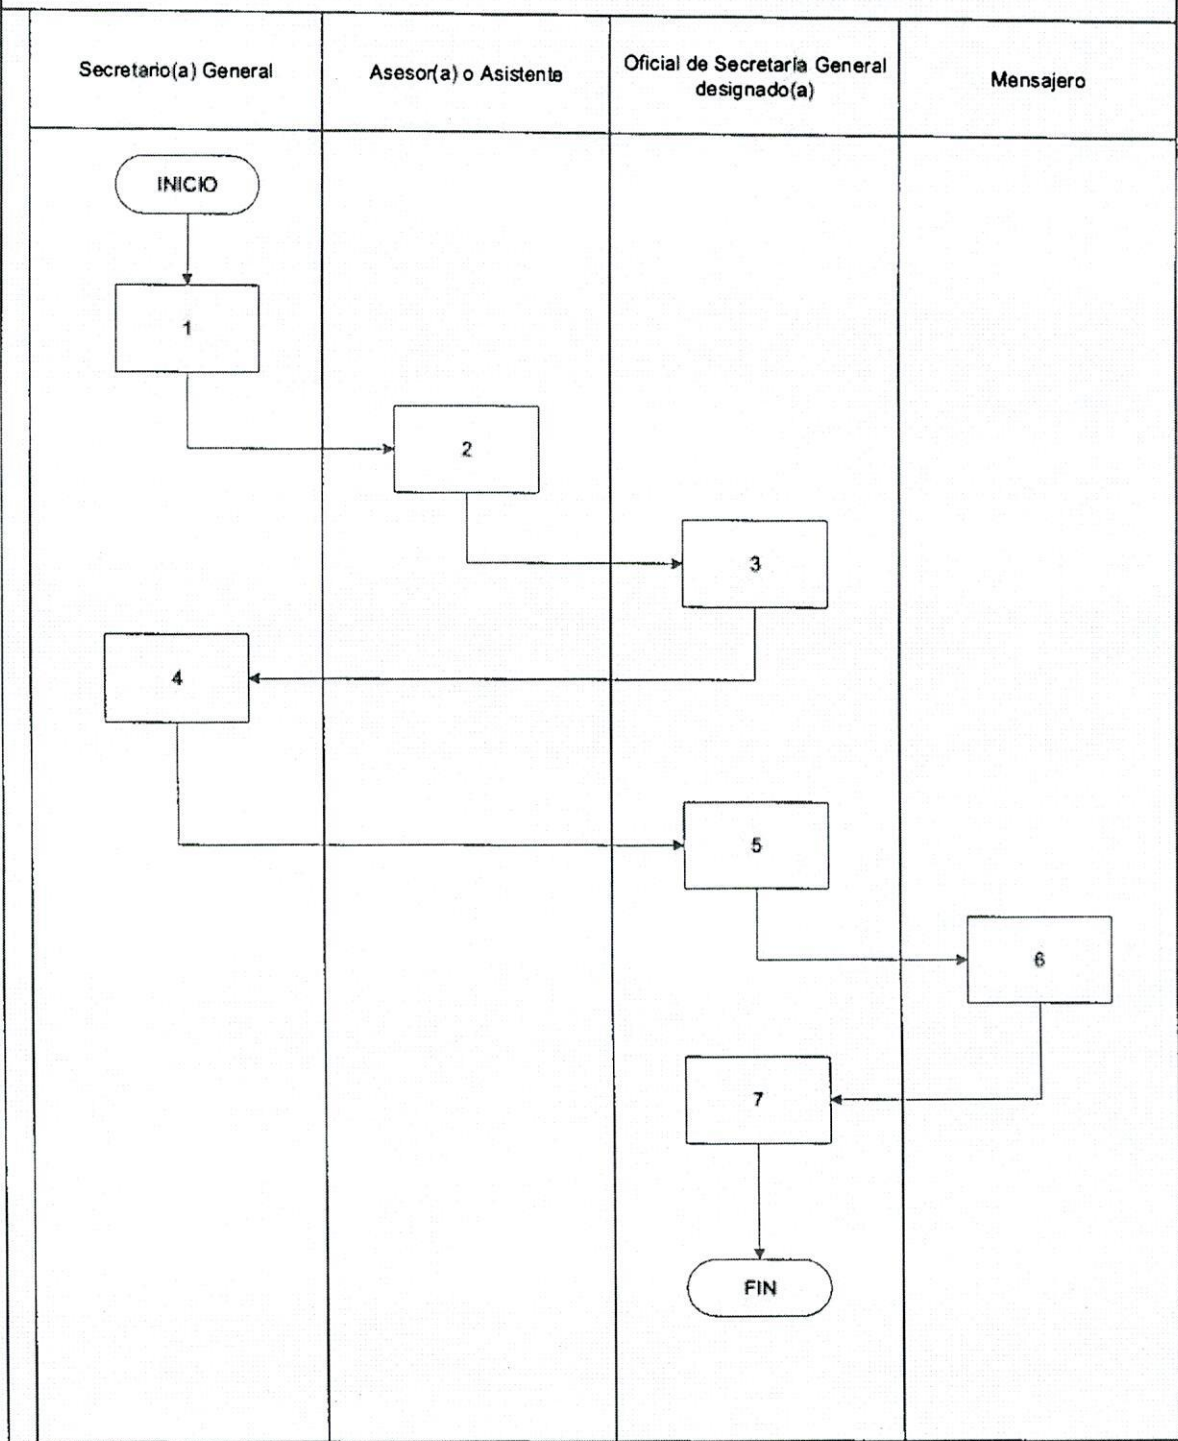 Secretario(a) General
Asesor(a) o Asistente
Oficial de Secretaría General
designado(a)
Mensajero
INICIO
1
2
3
4
5
6
7
FIN